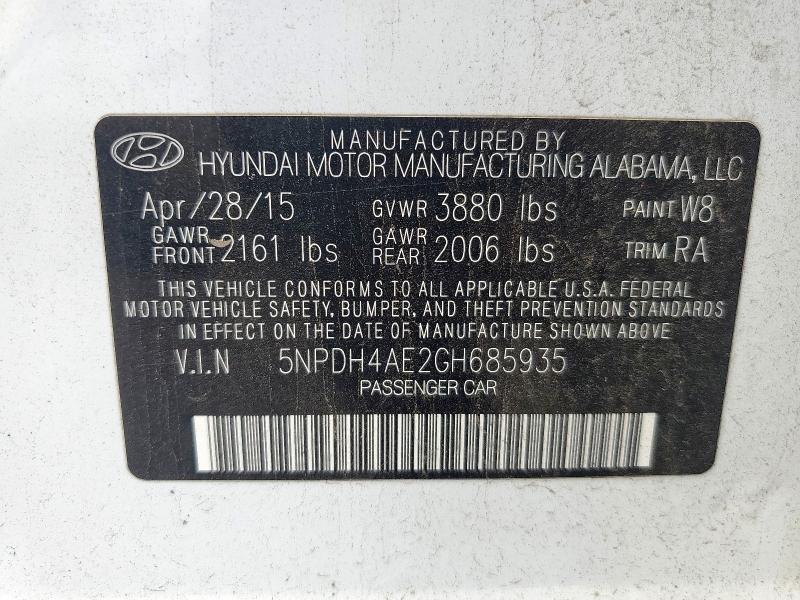 MANUFACTURED BY
HYUNDAI MOTOR MANUFACTURING ALABAMA, LLC
Apr/28/15 GVWR 3880 lbs PAINT W8
GAWR FRONT 2161 lbs GAWR REAR 2006 lbs TRIM RA
THIS VEHICLE CONFORMS TO ALL APPLICABLE U.S.A. FEDERAL
MOTOR VEHICLE SAFETY, BUMPER, AND THEFT PREVENTION STANDARDS
IN EFFECT ON THE DATE OF MANUFACTURE SHOWN ABOVE.
V.I.N 5NPDH4AE2GH685935
PASSENGER CAR